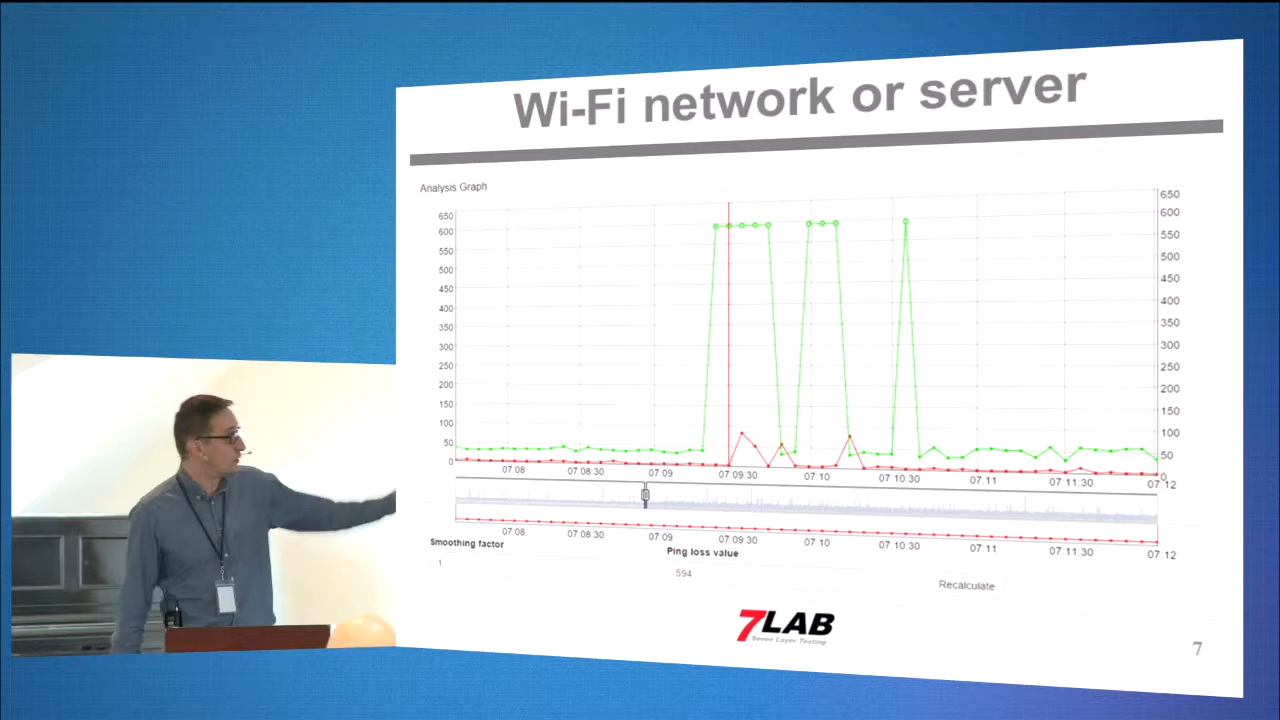 Wi-Fi network or server
Analysis Graph
650
600
550
500
450
400
350
300
250
200
150
100
50
0
650
600
550
500
450
400
350
300
250
200
150
100
50
0
07 08
07 08 30
07 09
07 09 30
07 10
07 10 30
07 11
07 11 30
07 12
07 08
07 08 30
07 09
07 09 30
07 10
07 10 30
07 11
07 11 30
07 12
Smoothing factor
Ping loss value
1
594
Recalculate
7LAB
Seven Layer Testing
7